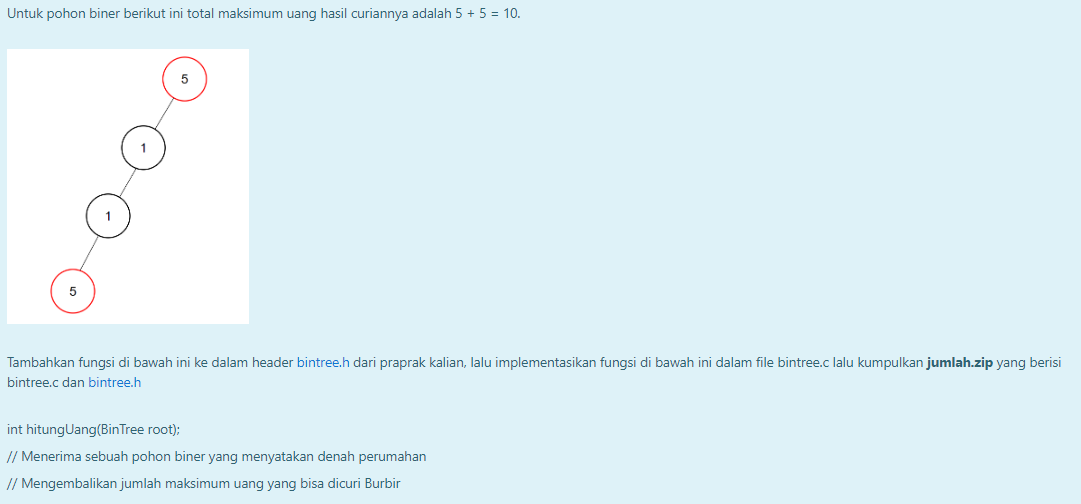 Untuk pohon biner berikut ini total maksimum uang hasil curiannya adalah 5 + 5 = 10.
5
1
1
5
Tambahkan fungsi di bawah ini ke dalam header bintree.h dari praprak kalian, lalu implementasikan fungsi di bawah ini dalam file bintree.c lalu kumpulkan jumlah.zip yang berisi
bintree.c dan bintree.h
int hitungUang(BinTree root);
// Menerima sebuah pohon biner yang menyatakan denah perumahan
// Mengembalikan jumlah maksimum uang yang bisa dicuri Burbir